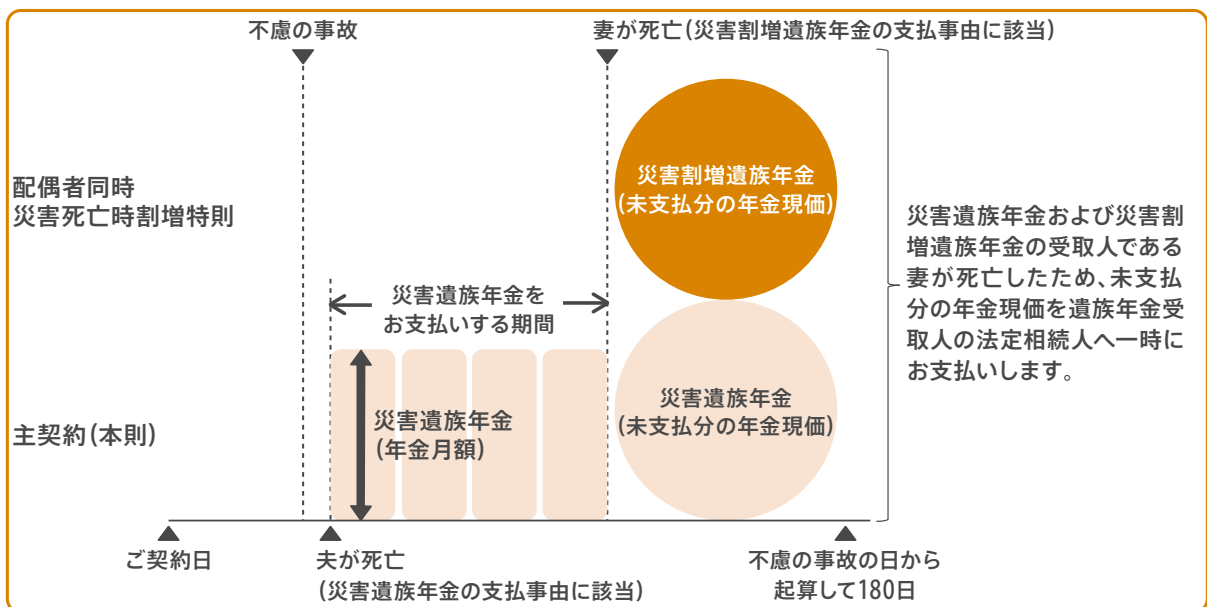 不慮の事故
妻が死亡(災害割増遺族年金の支払事由に該当)
配偶者同時
災害死亡時割増特則
災害割増遺族年金
(未支払分の年金現価)
災害遺族年金および災害割
増遺族年金の受取人である
妻が死亡したため、未支払
分の年金現価を遺族年金受
取人の法定相続人へ一時に
お支払いします。
災害遺族年金を
お支払いする期間
主契約(本則)
災害遺族年金
(年金月額)
災害遺族年金
(未支払分の年金現価)
ご契約日
夫が死亡
(災害遺族年金の支払事由に該当)
不慮の事故の日から
起算して180日